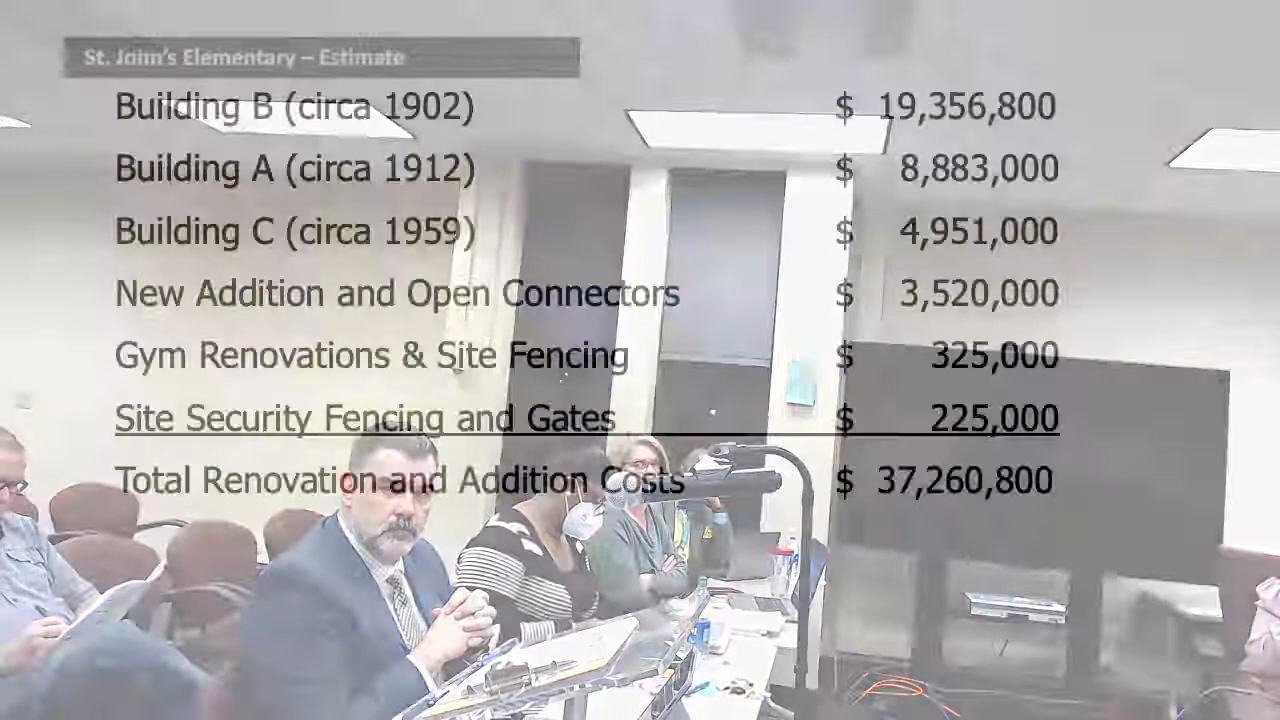 St. John's Elementary – Estimate
Building B (circa 1902) $ 19,356,800
Building A (circa 1912) $ 8,883,000
Building C (circa 1959) $ 4,951,000
New Addition and Open Connectors $ 3,520,000
Gym Renovations & Site Fencing $ 325,000
Site Security Fencing and Gates $ 225,000
Total Renovation and Addition Costs $ 37,260,800